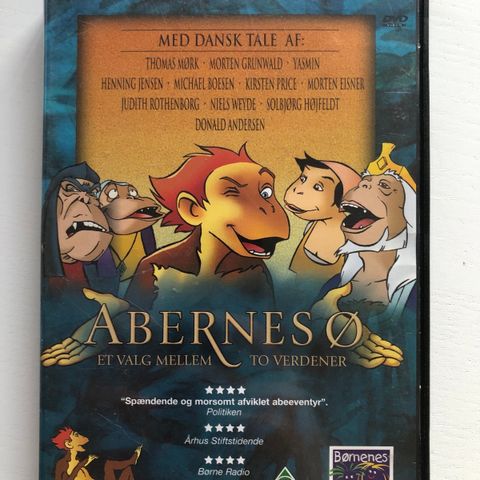 DVD
VIDEO
MED DANSK TALE AF:
THOMAS MØRK · MORTEN GRUNWALD · YASMIN
HENNING JENSEN · MICHAEL BOESEN · KIRSTEN PRICE · MORTEN EISNER
JUDITH ROTHENBORG · NIELS WEYDE · SOLBJØRG HØJFELDT
DONALD ANDERSEN
ABERNES Ø
ET VALG MELLEM TO VERDENER
"Spændende og morsomt afviklet abeeventyr".
Politiken
Århus Stiftstidende
Børne Radio
Børnenes